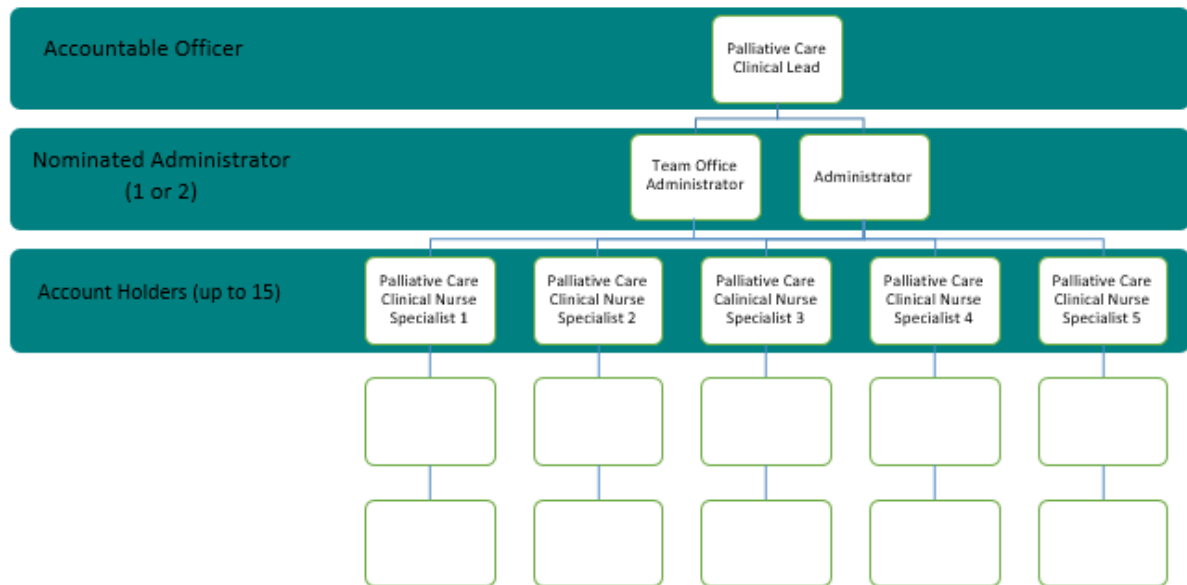 Accountable Officer
Palliative Care
Clinical Lead
Nominated Administrator
(1 or 2)
Team Office
Administrator
Administrator
Account Holders (up to 15)
Palliative Care
Clinical Nurse
Specialist 1
Palliative Care
Clinical Nurse
Specialist 2
Palliative Care
Calinical Nurse
Specialist 3
Palliative Care
Clinical Nurse
Specialist 4
Palliative Care
Clinical Nurse
Specialist 5